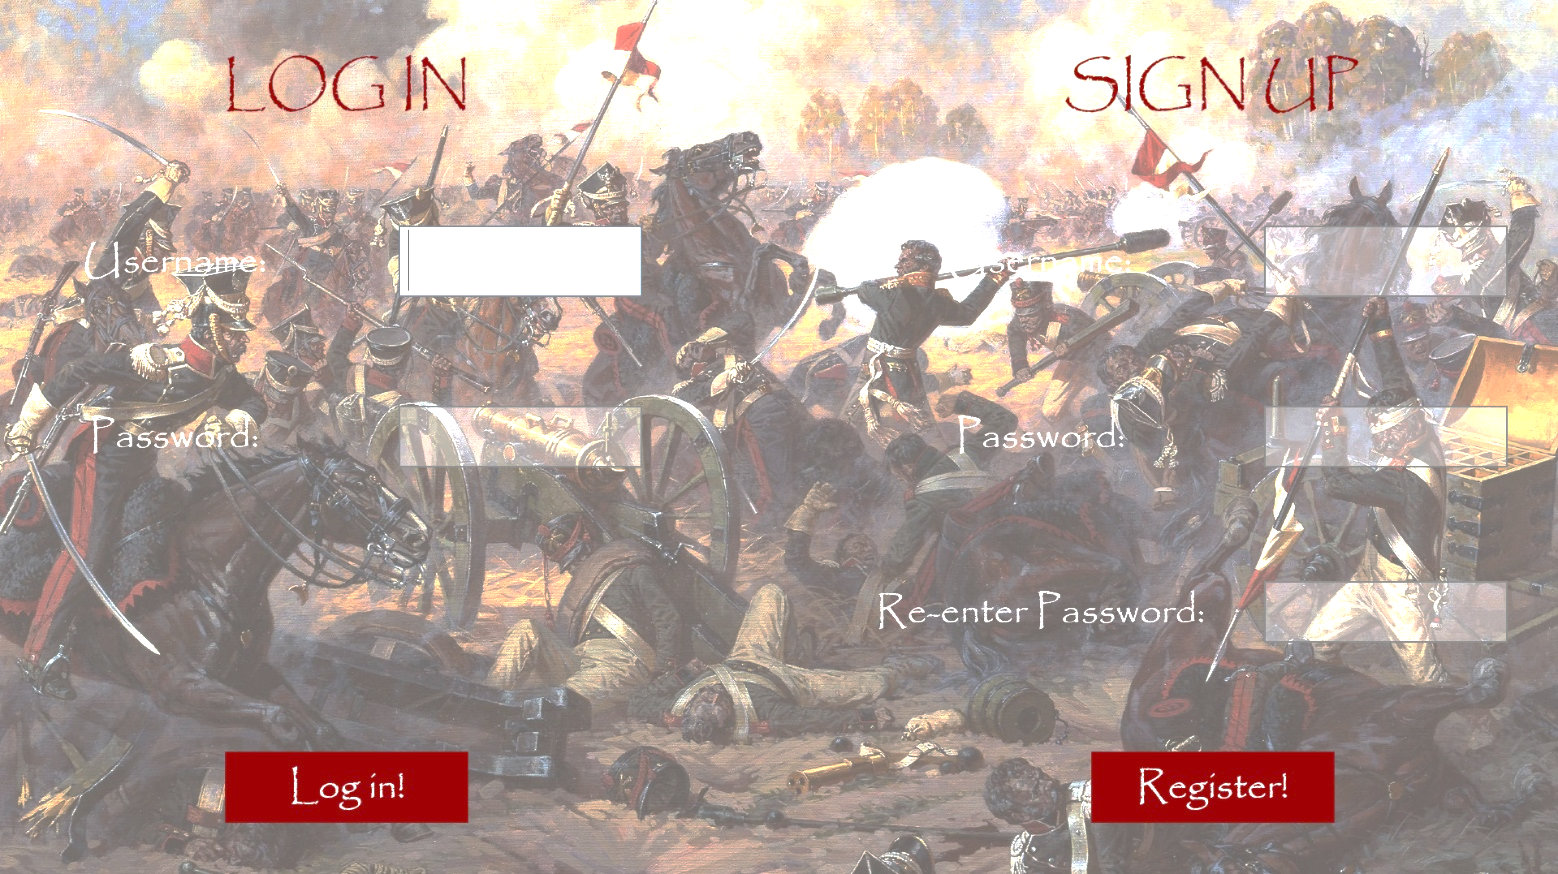 LOG IN
Username:
Password:
Log in!
SIGN UP
Username:
Password:
Re-enter Password:
Register!